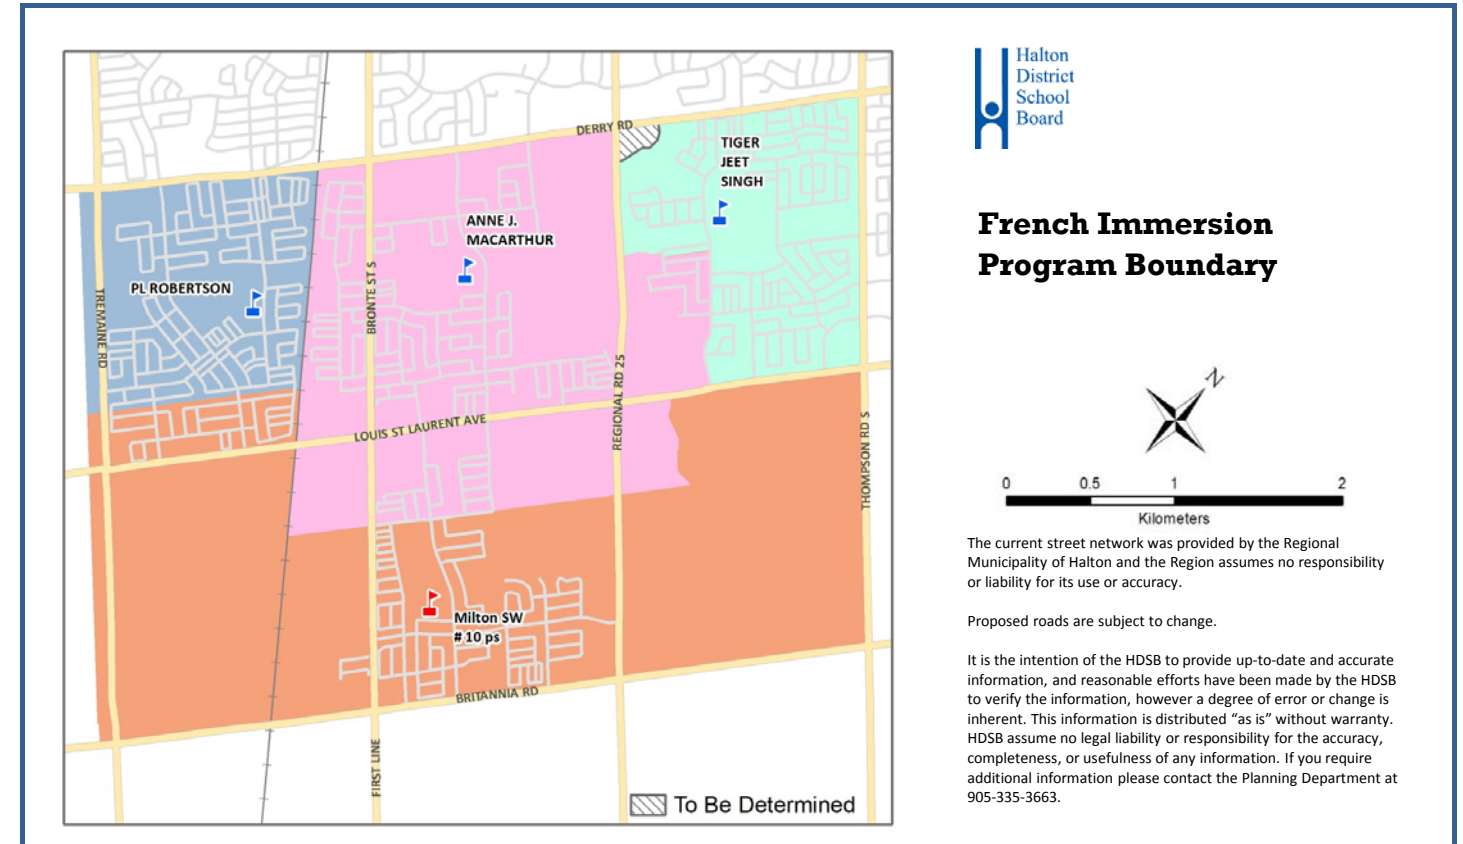 Halton
District
School
Board
French Immersion
Program Boundary
DERRY RD
TIGER
JEET
SINGH
ANNE J.
MACARTHUR
PL ROBERTSON
TREMAINE RD
BRONTE ST S
REGIONAL RD 25
LOUIS ST LAURENT AVE
THOMPSON RD S
Milton SW
# 10 ps
BRITANNIA RD
FIRST LINE
To Be Determined
N
0 0.5 1 2
Kilometers
The current street network was provided by the Regional
Municipality of Halton and the Region assumes no responsibility
or liability for its use or accuracy.
Proposed roads are subject to change.
It is the intention of the HDSB to provide up-to-date and accurate
information, and reasonable efforts have been made by the HDSB
to verify the information, however a degree of error or change is
inherent. This information is distributed “as is” without warranty.
HDSB assume no legal liability or responsibility for the accuracy,
completeness, or usefulness of any information. If you require
additional information please contact the Planning Department at
905-335-3663.